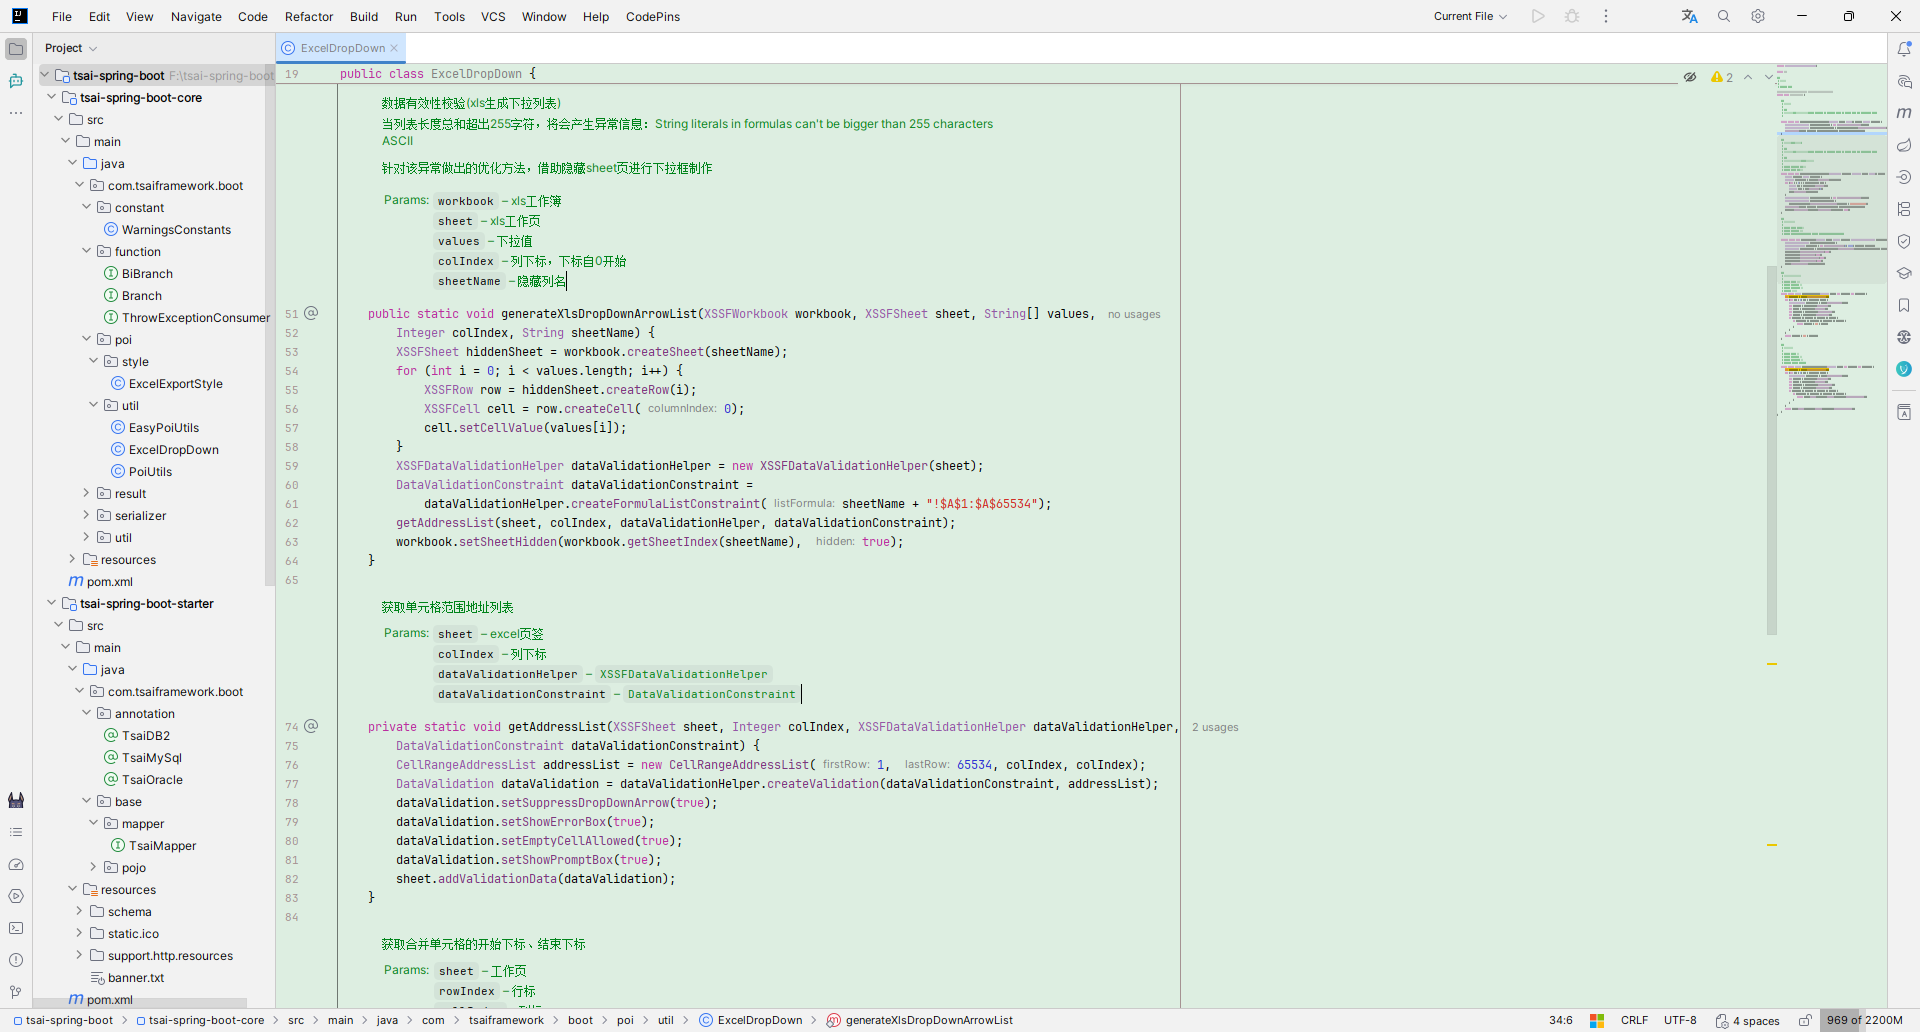 File Edit View Navigate Code Refactor Build Run Tools VCS Window Help CodePins Current File
Project
ExcelDropDown
tsai-spring-boot F:\tsai-spring-boot
tsai-spring-boot-core
src
main
java
com.tsaiframework.boot
constant
WarningsConstants
function
BiBranch
Branch
ThrowExceptionConsumer
poi
style
ExcelExportStyle
util
EasyPoiUtils
ExcelDropDown
PoiUtils
result
serializer
util
resources
pom.xml
tsai-spring-boot-starter
src
main
java
com.tsaiframework.boot
annotation
TsaiDB2
TsaiMySql
TsaiOracle
base
mapper
TsaiMapper
pojo
resources
schema
static.ico
support.http.resources
banner.txt
pom.xml
19 public class ExcelDropDown {
2
数据有效性校验(xls生成下拉列表)
当列表长度总和超出255字符，将会产生异常信息：String literals in formulas can't be bigger than 255 characters
ASCII
针对该异常做出的优化方法，借助隐藏sheet页进行下拉框制作
Params: workbook – xls工作簿
sheet – xls工作页
values – 下拉值
colIndex – 列下标，下标自0开始
sheetName – 隐藏列名
51 public static void generateXlsDropDownArrowList(XSSFWorkbook workbook, XSSFSheet sheet, String[] values, no usages
52 Integer colIndex, String sheetName) {
53 XSSFSheet hiddenSheet = workbook.createSheet(sheetName);
54 for (int i = 0; i < values.length; i++) {
55 XSSFRow row = hiddenSheet.createRow(i);
56 XSSFCell cell = row.createCell( columnIndex: 0);
57 cell.setCellValue(values[i]);
58 }
59 XSSFDataValidationHelper dataValidationHelper = new XSSFDataValidationHelper(sheet);
60 DataValidationConstraint dataValidationConstraint =
61 dataValidationHelper.createFormulaListConstraint( listFormula: sheetName + "!$A$1:$A$65534");
62 getAddressList(sheet, colIndex, dataValidationHelper, dataValidationConstraint);
63 workbook.setSheetHidden(workbook.getSheetIndex(sheetName), hidden: true);
64 }
65
获取单元格范围地址列表
Params: sheet – excel页签
colIndex – 列下标
dataValidationHelper – XSSFDataValidationHelper
dataValidationConstraint – DataValidationConstraint
74 private static void getAddressList(XSSFSheet sheet, Integer colIndex, XSSFDataValidationHelper dataValidationHelper, 2 usages
75 DataValidationConstraint dataValidationConstraint) {
76 CellRangeAddressList addressList = new CellRangeAddressList( firstRow: 1, lastRow: 65534, colIndex, colIndex);
77 DataValidation dataValidation = dataValidationHelper.createValidation(dataValidationConstraint, addressList);
78 dataValidation.setSuppressDropDownArrow(true);
79 dataValidation.setShowErrorBox(true);
80 dataValidation.setEmptyCellAllowed(true);
81 dataValidation.setShowPromptBox(true);
82 sheet.addValidationData(dataValidation);
83 }
84
获取合并单元格的开始下标、结束下标
Params: sheet – 工作页
rowIndex – 行标
tsai-spring-boot > tsai-spring-boot-core > src > main > java > com > tsaiframework > boot > poi > util > ExcelDropDown > generateXlsDropDownArrowList 34:6 CRLF UTF-8 4 spaces 969 of 2200M